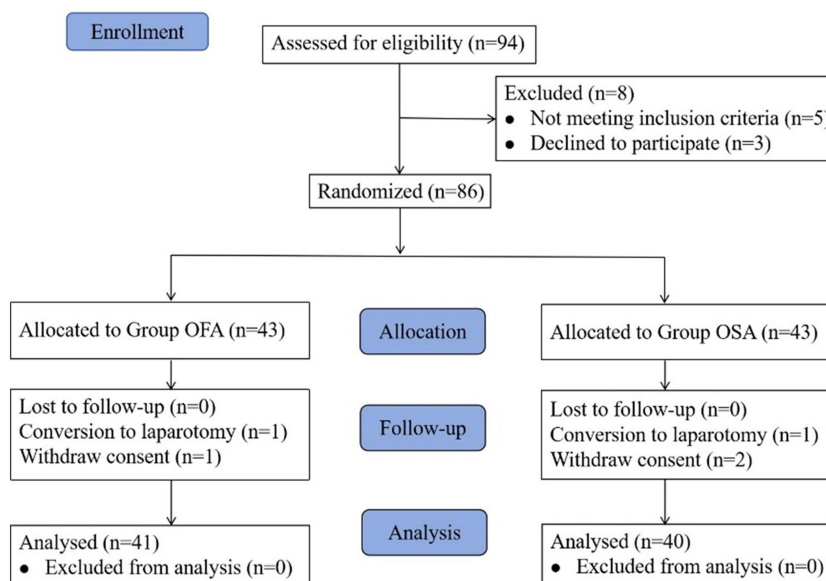 Enrollment
Assessed for eligibility (n=94)
Excluded (n=8)
● Not meeting inclusion criteria (n=5)
● Declined to participate (n=3)
Randomized (n=86)
Allocated to Group OFA (n=43)
Allocation
Allocated to Group OSA (n=43)
Lost to follow-up (n=0)
Conversion to laparotomy (n=1)
Withdraw consent (n=1)
Follow-up
Lost to follow-up (n=0)
Conversion to laparotomy (n=1)
Withdraw consent (n=2)
Analysed (n=41)
● Excluded from analysis (n=0)
Analysis
Analysed (n=40)
● Excluded from analysis (n=0)